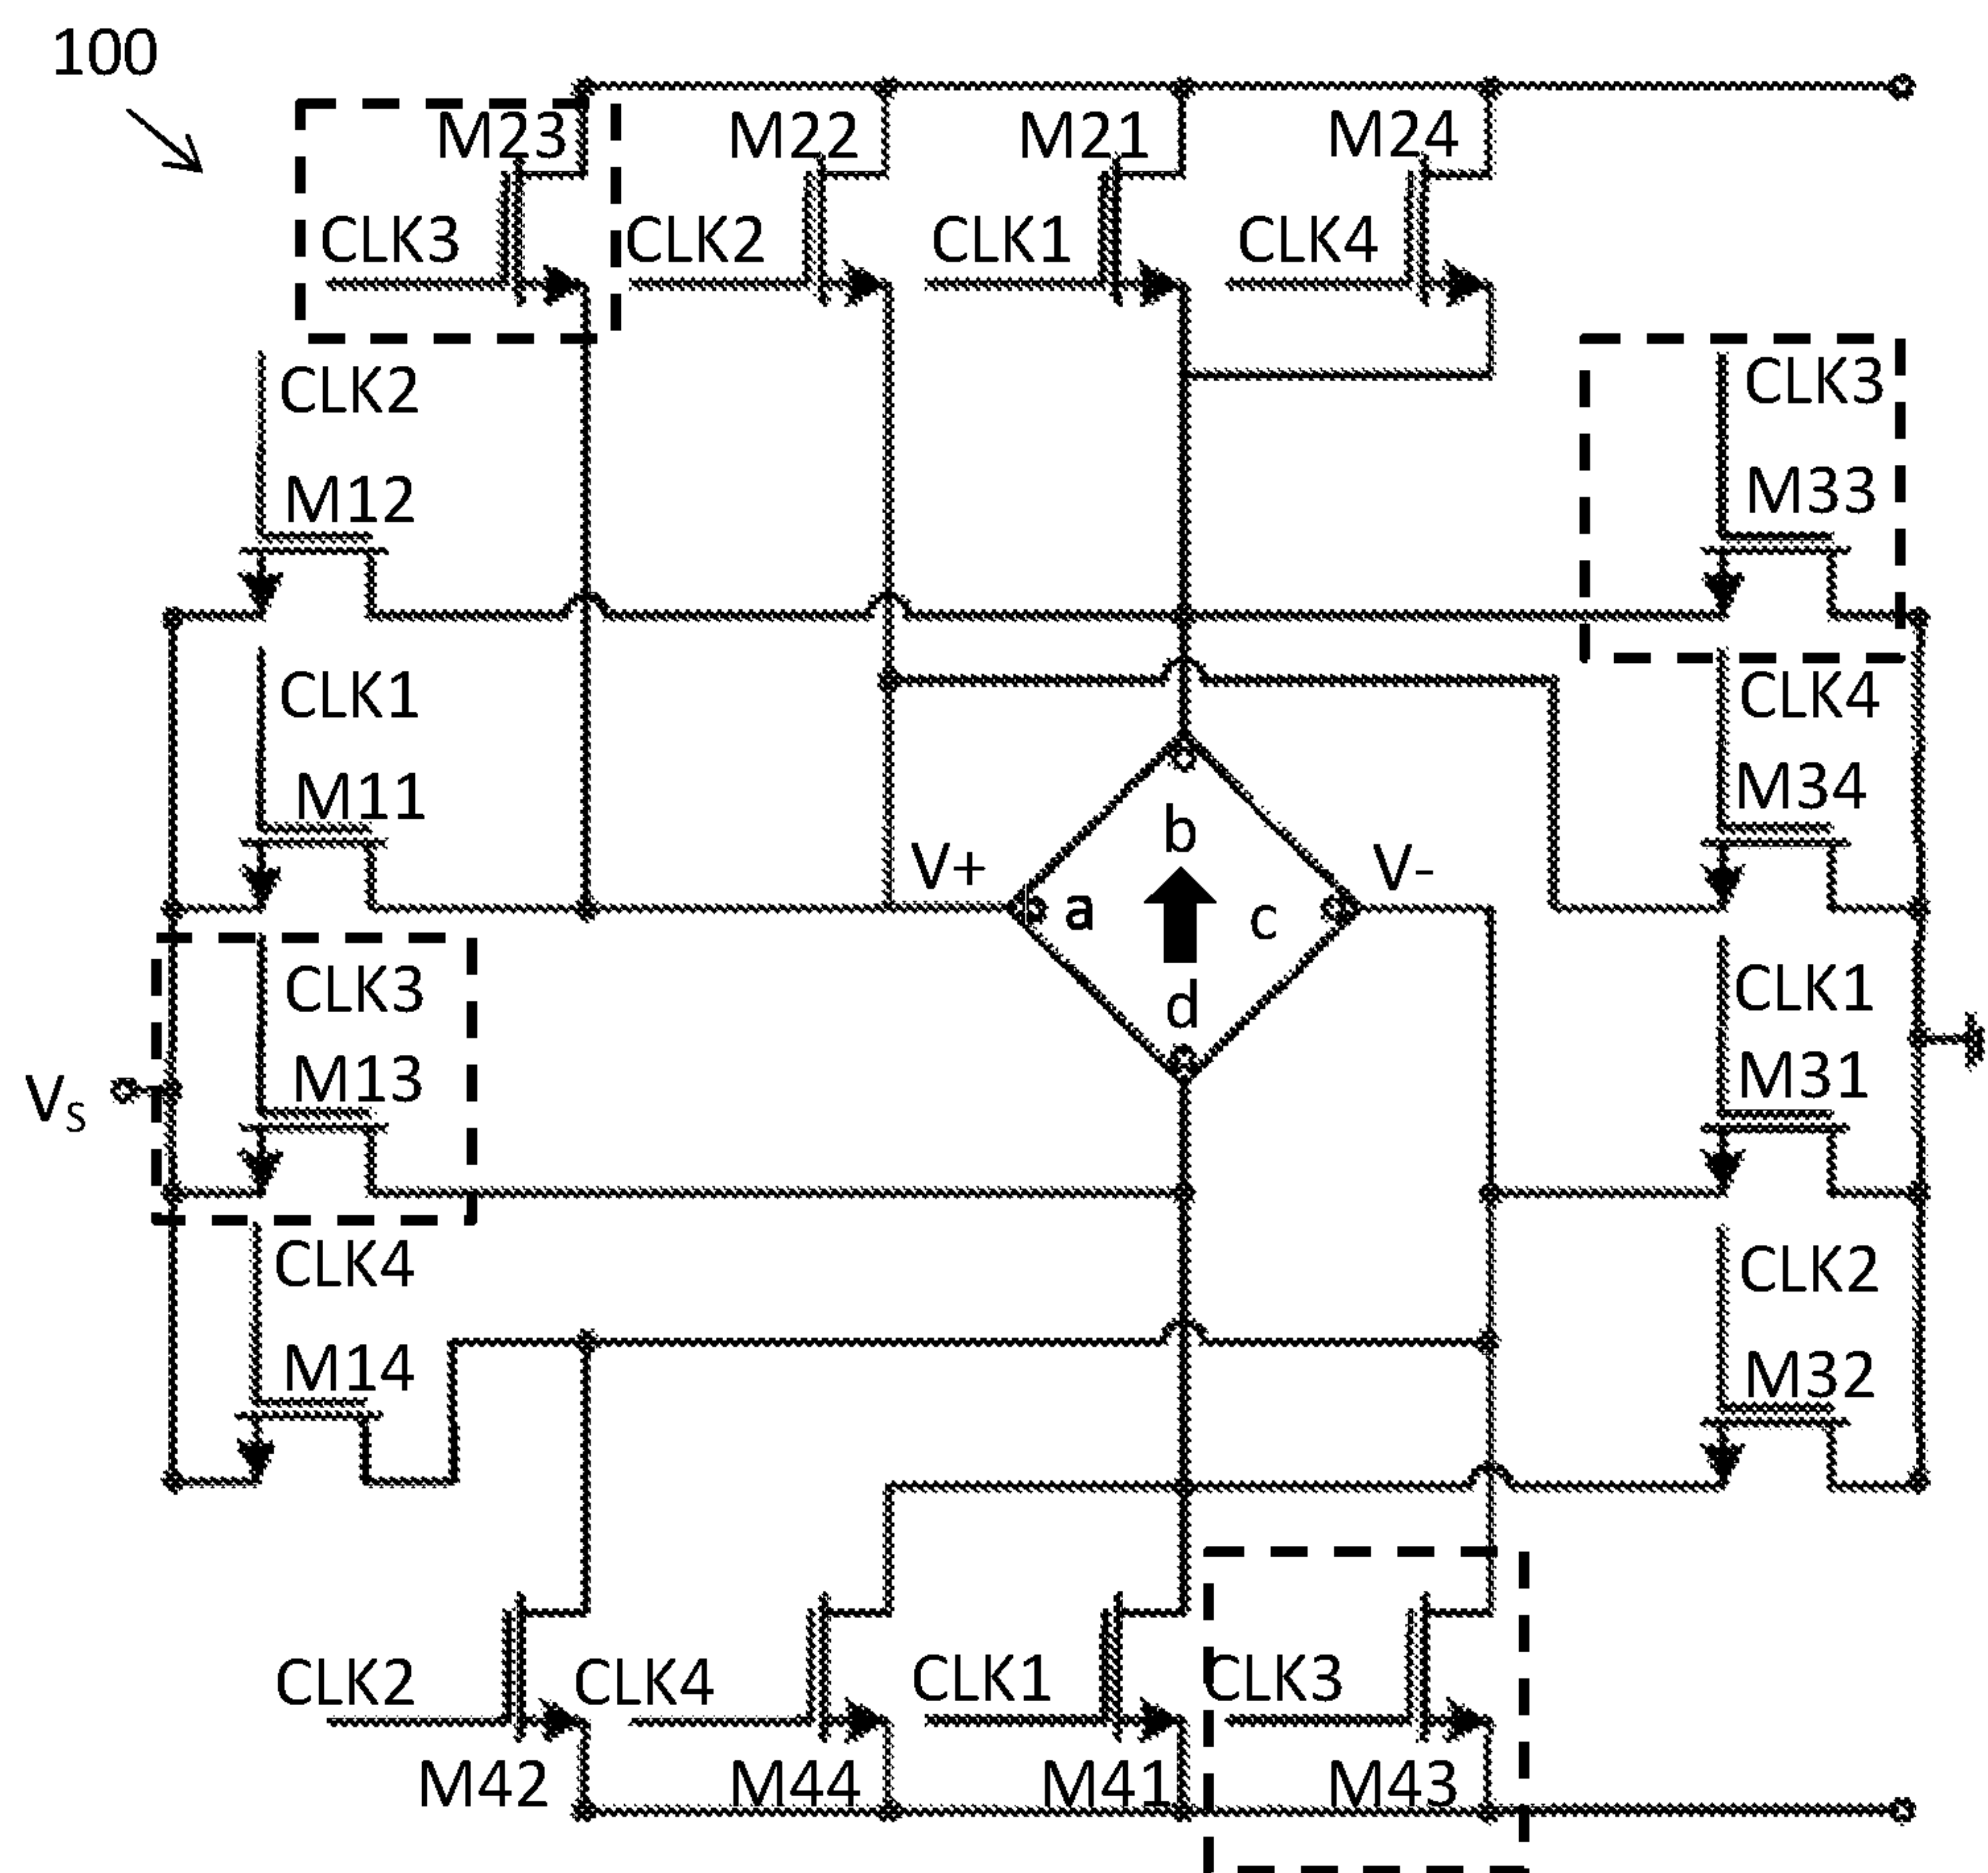 100
M23 M22 M21 M24
CLK3 CLK2 CLK1 CLK4
CLK2 CLK3
M12 M33
CLK1 CLK4
M11 M34
V+ b V-
a c
CLK3 d CLK1
M13 M31
VS
CLK4 CLK2
M14 M32
CLK2 CLK4 CLK1 CLK3
M42 M44 M41 M43